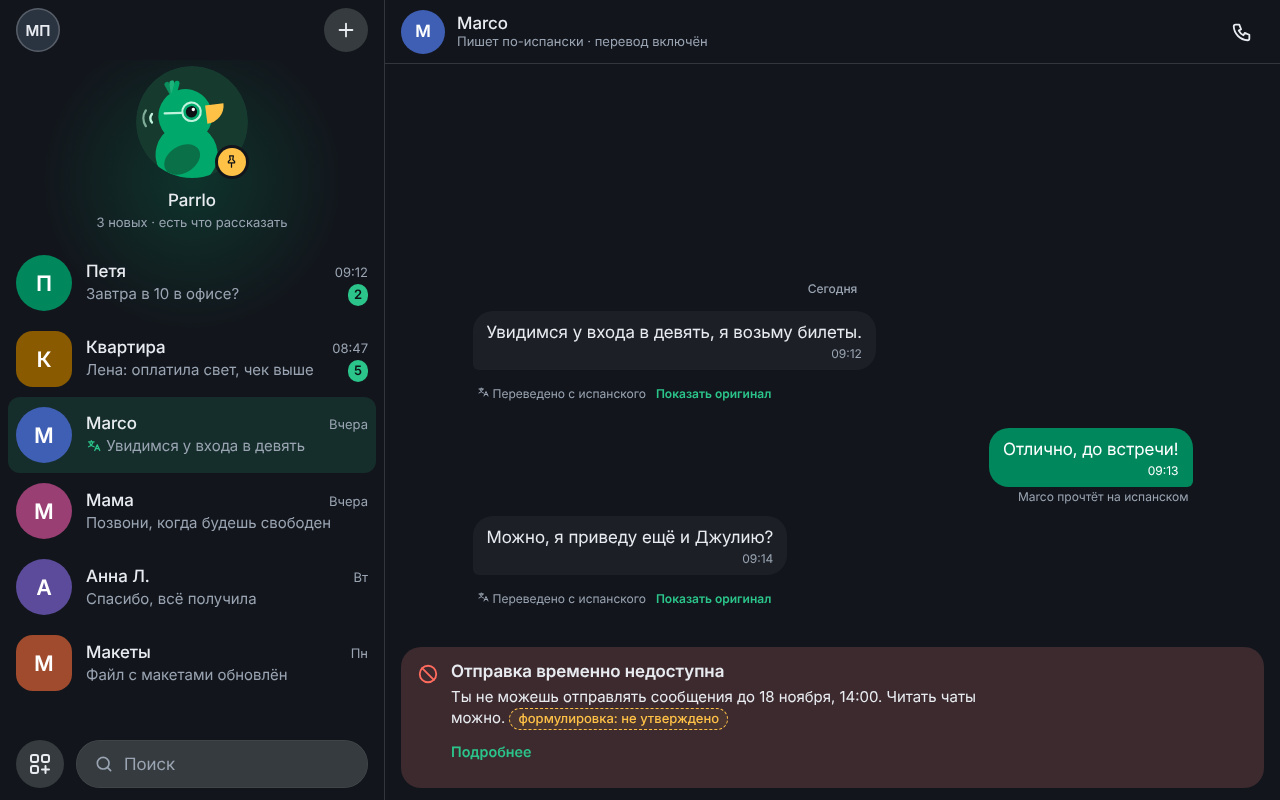 МП
Parrlo
3 новых · есть что рассказать
П
Петя
09:12
Завтра в 10 в офисе?
2
К
Квартира
08:47
Лена: оплатила свет, чек выше
5
M
Marco
Вчера
Увидимся у входа в девять
М
Мама
Вчера
Позвони, когда будешь свободен
А
Анна Л.
Вт
Спасибо, всё получила
М
Макеты
Пн
Файл с макетами обновлён
Поиск
M
Marco
Пишет по-испански · перевод включён
Сегодня
Увидимся у входа в девять, я возьму билеты.
09:12
Переведено с испанского Показать оригинал
Отлично, до встречи!
09:13
Marco прочтёт на испанском
Можно, я приведу ещё и Джулию?
09:14
Переведено с испанского Показать оригинал
Отправка временно недоступна
Ты не можешь отправлять сообщения до 18 ноября, 14:00. Читать чаты
можно. формулировка: не утверждено
Подробнее